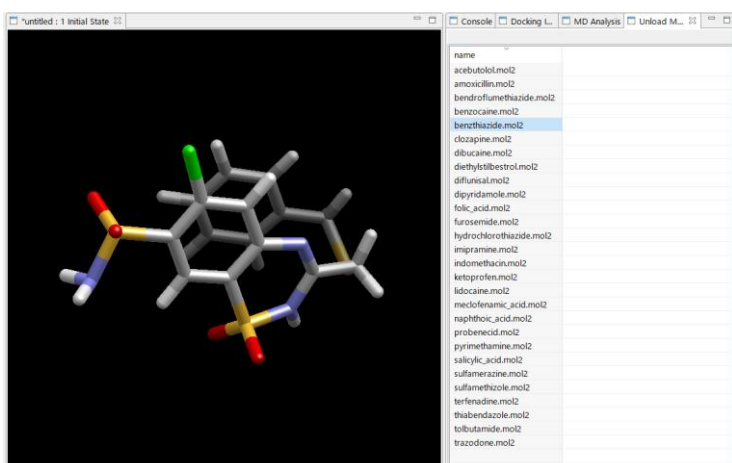 *untitled : 1 Initial State
Console Docking I... MD Analysis Unload M...
name
acebutolol.mol2
amoxicillin.mol2
bendroflumethiazide.mol2
benzocaine.mol2
benzthiazide.mol2
clozapine.mol2
dibucaine.mol2
diethylstilbestrol.mol2
diflunisal.mol2
dipyridamole.mol2
folic_acid.mol2
furosemide.mol2
hydrochlorothiazide.mol2
imipramine.mol2
indomethacin.mol2
ketoprofen.mol2
lidocaine.mol2
meclofenamic_acid.mol2
naphthoic_acid.mol2
probenecid.mol2
pyrimethamine.mol2
salicylic_acid.mol2
sulfamerazine.mol2
sulfamethizole.mol2
terfenadine.mol2
thiabendazole.mol2
tolbutamide.mol2
trazodone.mol2